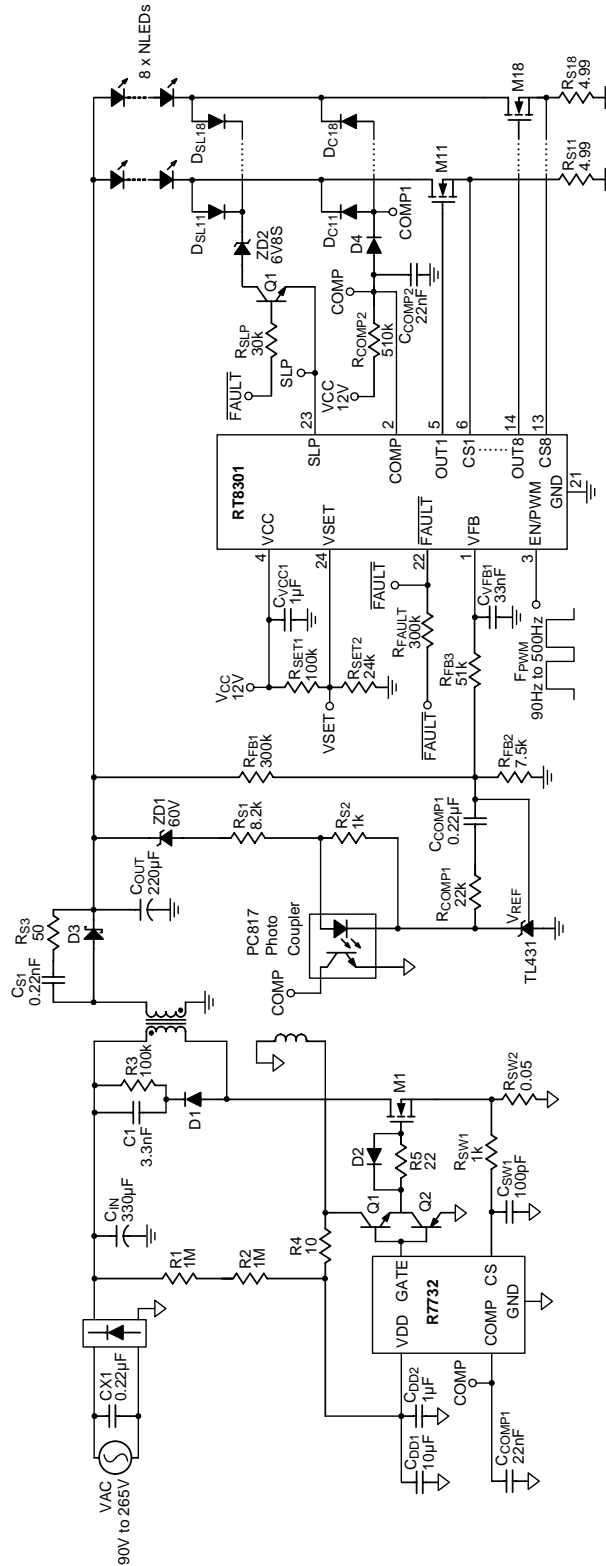 VAC
90V to 265V
CX1
0.22µF
CIN
330µF
R1
1M
R2
1M
C1
3.3nF
R3
100k
D1
R4
10
CS1
0.22nF
RS3
50
D3
COUT
220µF
ZD1
60V
RS1
8.2k
RS2
1k
PC817
Photo
Coupler
COMP
RCOMP1
22k
CCOMP1
0.22µF
VREF
TL431
RFB1
300k
RFB2
7.5k
RFB3
51k
CVFB1
33nF
FPWM
90Hz to 500Hz
CDD1
10µF
CDD2
1µF
VDD
GATE
R7732
COMP
CS
GND
COMP
CCOMP1
22nF
Q1
Q2
D2
R5
22
M1
RSW1
1k
CSW1
100pF
RSW2
0.05
VCC
12V
CVCC1
1µF
RSET1
100k
RSET2
24k
VSET
FAULT
RFAULT
300k
FAULT
RT8301
4
VCC
24
VSET
22
FAULT
1
VFB
3
EN/PWM
GND
21
SLP
23
COMP
2
OUT1
5
CS1
6
OUT8
14
CS8
13
FAULT
RSLP
30k
SLP
Q1
ZD2
6V8S
VCC
12V
RCOMP2
510k
COMP
CCOMP2
22nF
D4
COMP1
DSL11
DSL18
DC11
DC18
8 x NLEDs
M11
M18
RS11
4.99
RS18
4.99